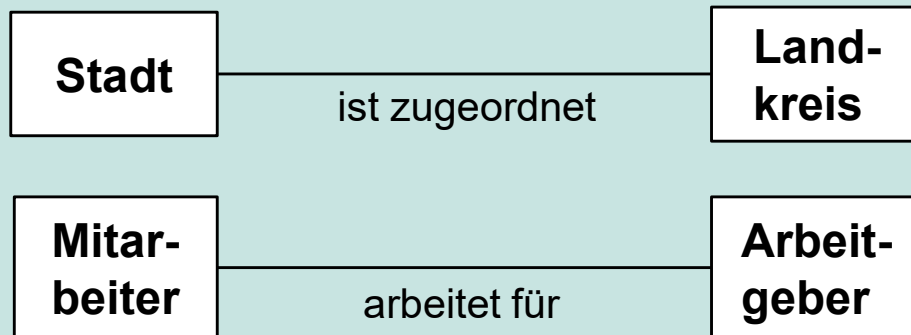 Stadt
ist zugeordnet
Land-
kreis
Mitar-
beiter
arbeitet für
Arbeit-
geber